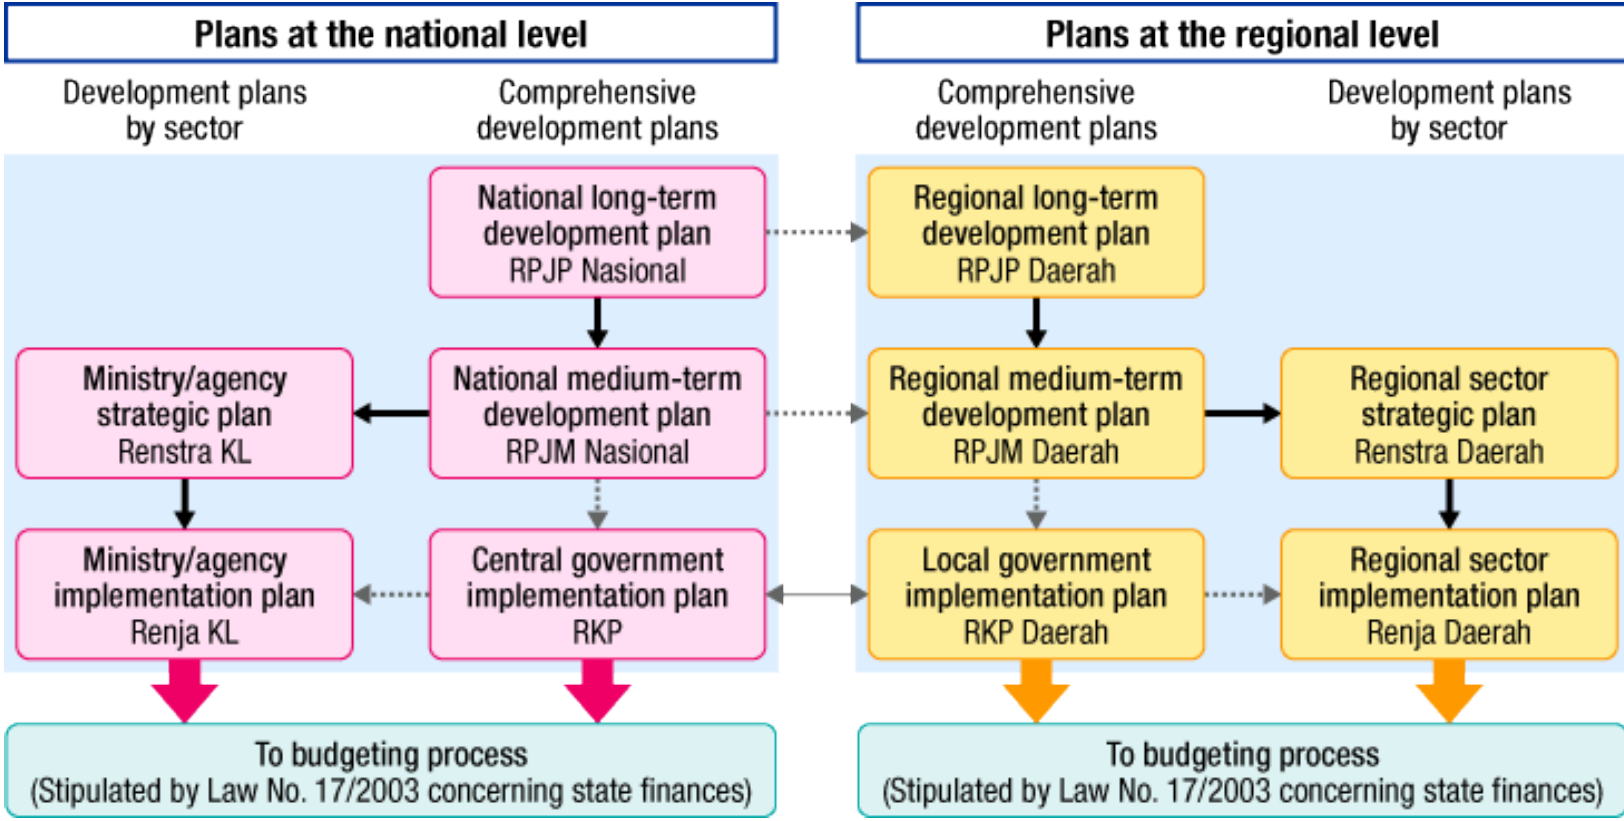 Plans at the national level
Development plans
by sector
Comprehensive
development plans
National long-term
development plan
RPJP Nasional
Ministry/agency
strategic plan
Renstra KL
National medium-term
development plan
RPJM Nasional
Ministry/agency
implementation plan
Renja KL
Central government
implementation plan
RKP
To budgeting process
(Stipulated by Law No. 17/2003 concerning state finances)
Plans at the regional level
Comprehensive
development plans
Development plans
by sector
Regional long-term
development plan
RPJP Daerah
Regional medium-term
development plan
RPJM Daerah
Regional sector
strategic plan
Renstra Daerah
Local government
implementation plan
RKP Daerah
Regional sector
implementation plan
Renja Daerah
To budgeting process
(Stipulated by Law No. 17/2003 concerning state finances)